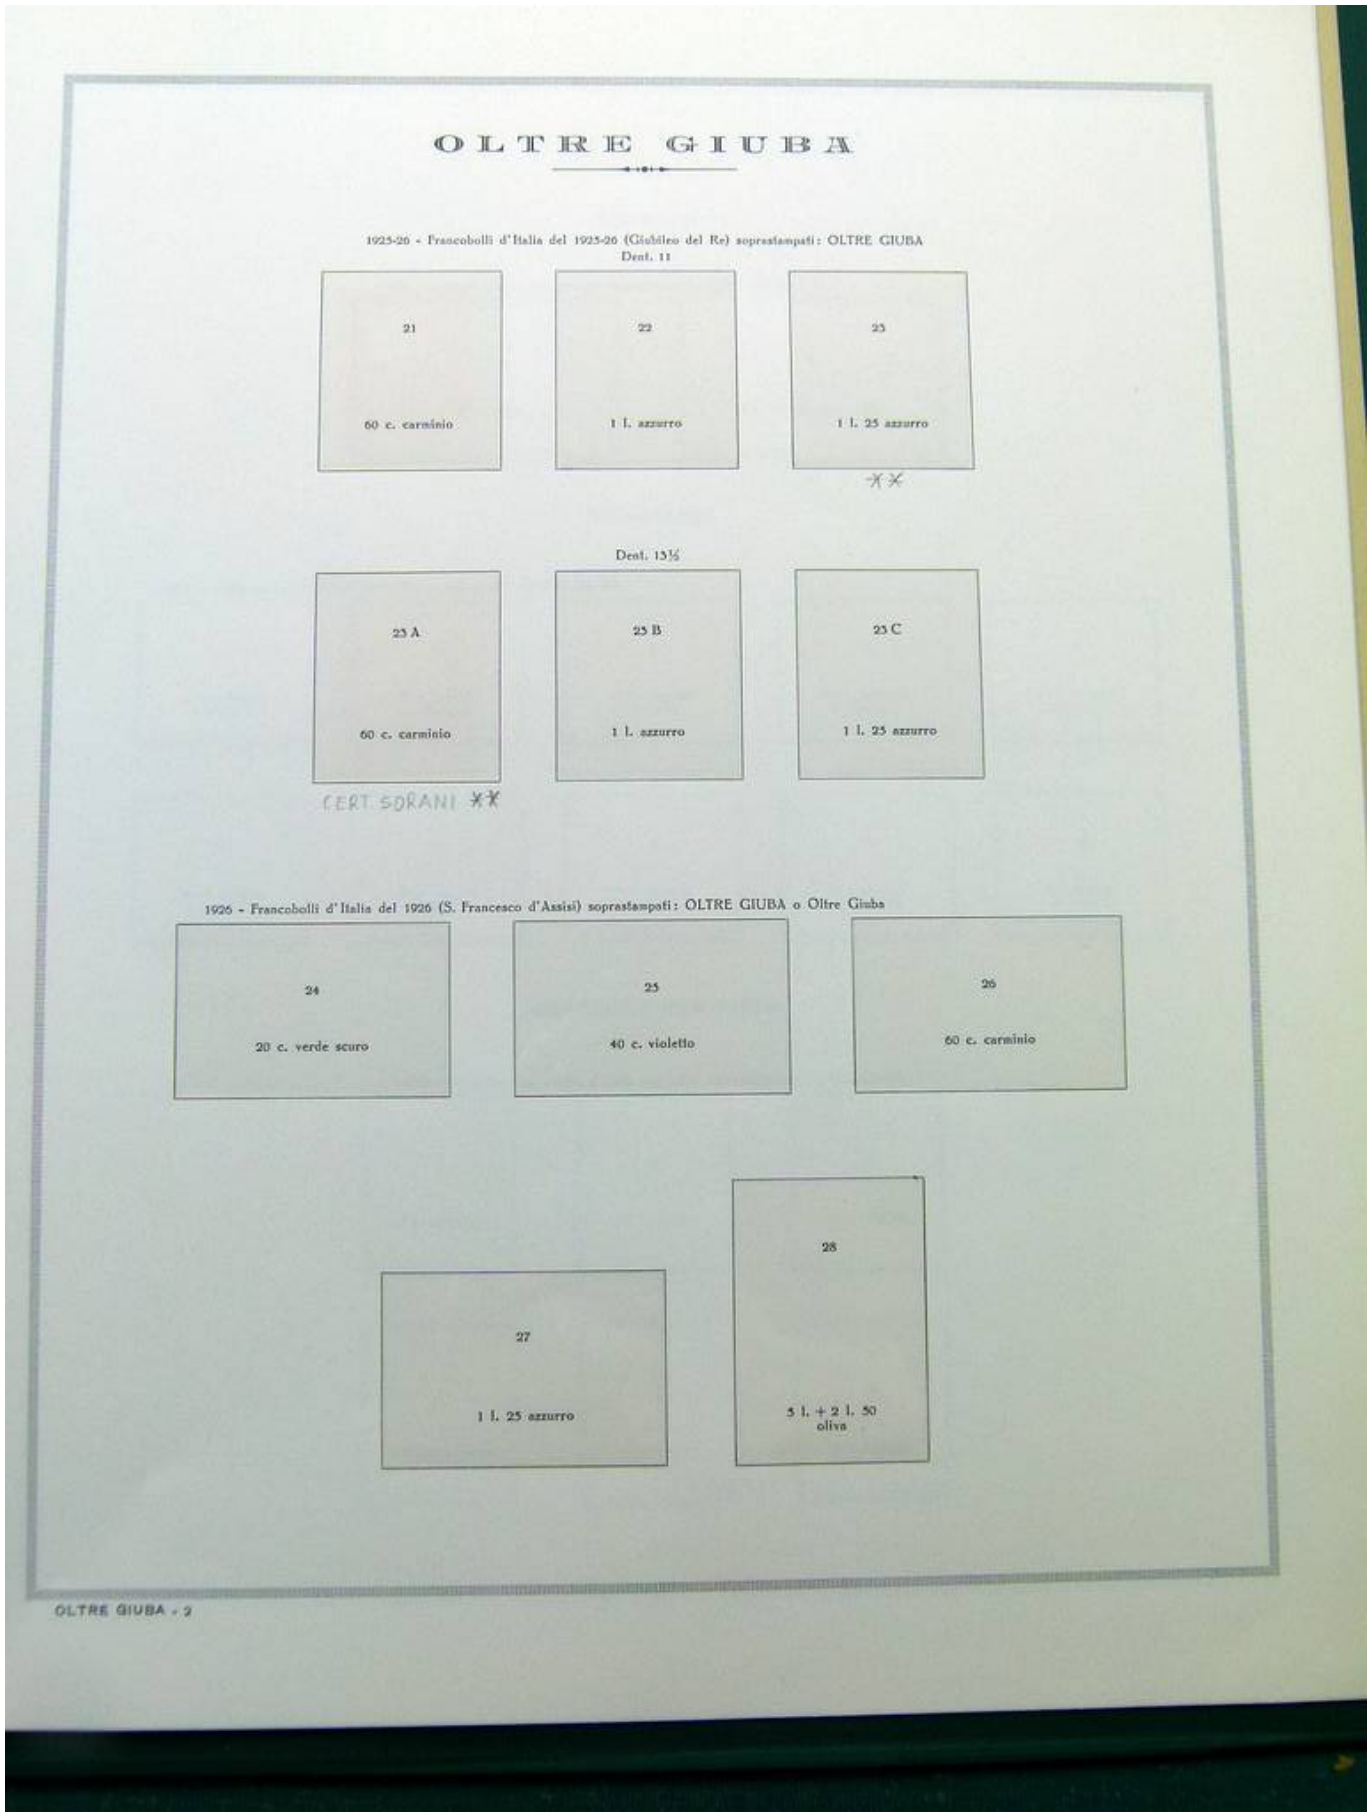 OLTRE GIUBA
1925-26 - Francobolli d'Italia del 1925-26 (Giubileo del Re) soprastampati: OLTRE GIUBA
Dent. 11
21
22
23
60 c. carminio
1 l. azzurro
1 l. 25 azzurro
**
Dent. 13½
23 A
23 B
23 C
60 c. carminio
1 l. azzurro
1 l. 25 azzurro
CERT. SORANI **
1926 - Francobolli d'Italia del 1926 (S. Francesco d'Assisi) soprastampati: OLTRE GIUBA o Oltre Giuba
24
25
26
20 c. verde scuro
40 c. violetto
60 c. carminio
27
1 l. 25 azzurro
28
5 l. + 2 l. 50
oliva
OLTRE GIUBA - 2